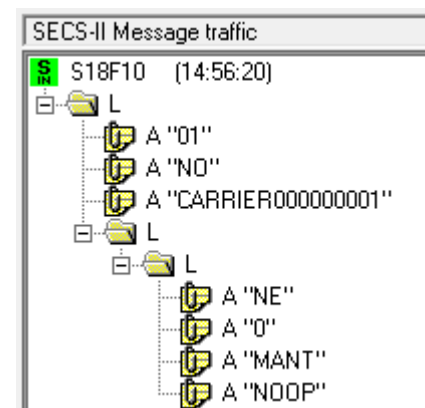 SECS-II Message traffic
S IN S18F10 (14:56:20)
L
A "01"
A "NO"
A "CARRIER000000001"
L
L
A "NE"
A "0"
A "MANT"
A "NOOP"